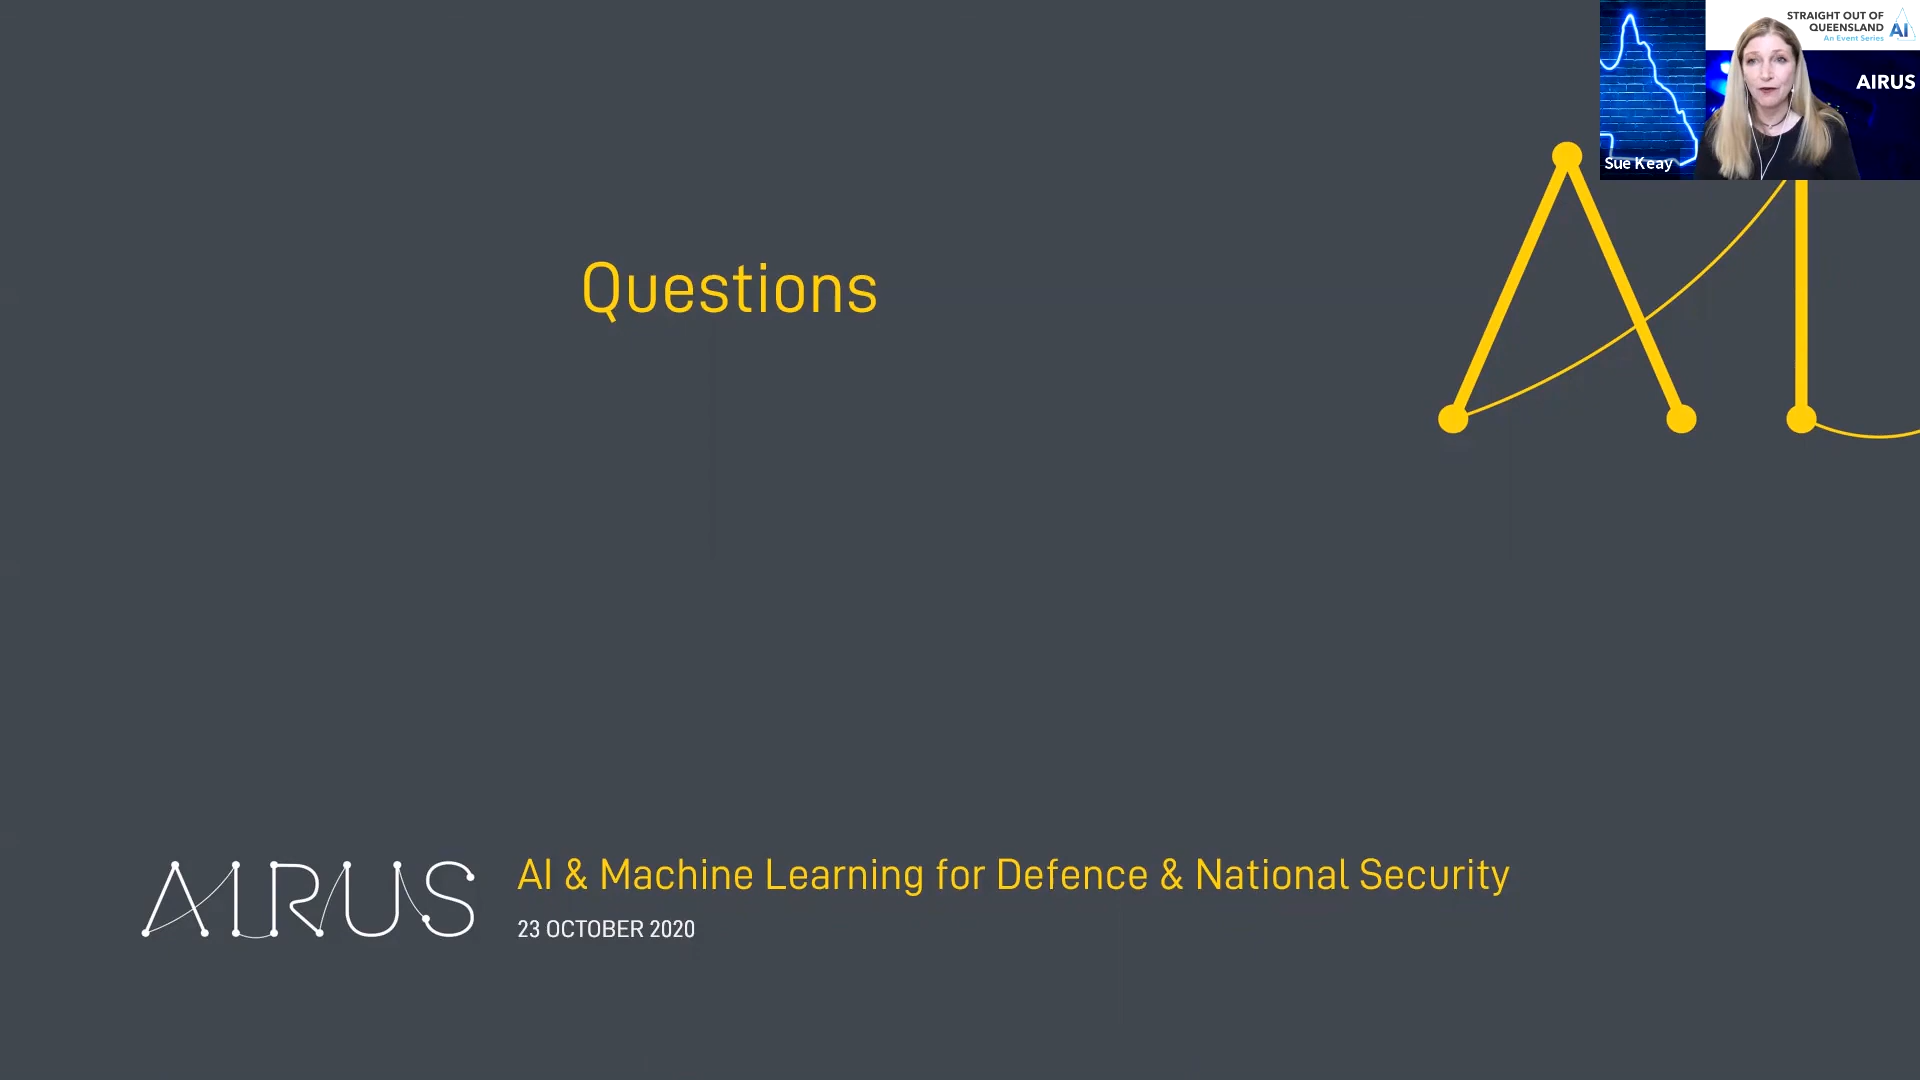 STRAIGHT OUT OF
QUEENSLAND
An Event Series
AI
AIRUS
Sue Keay
AI
Questions
AIRUS
AI & Machine Learning for Defence & National Security
23 OCTOBER 2020